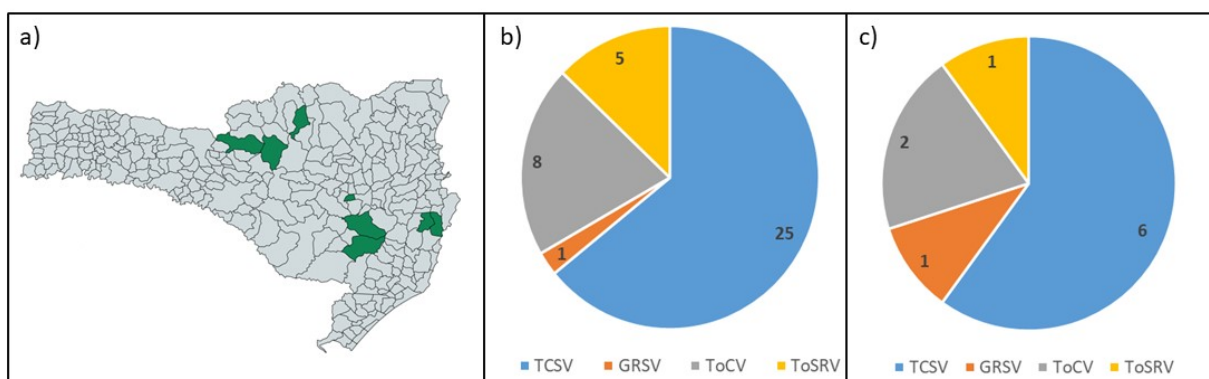 a)
b)
5
8
1
25
TCSV GRSV ToCV ToSRV
c)
1
2
1
6
TCSV GRSV ToCV ToSRV